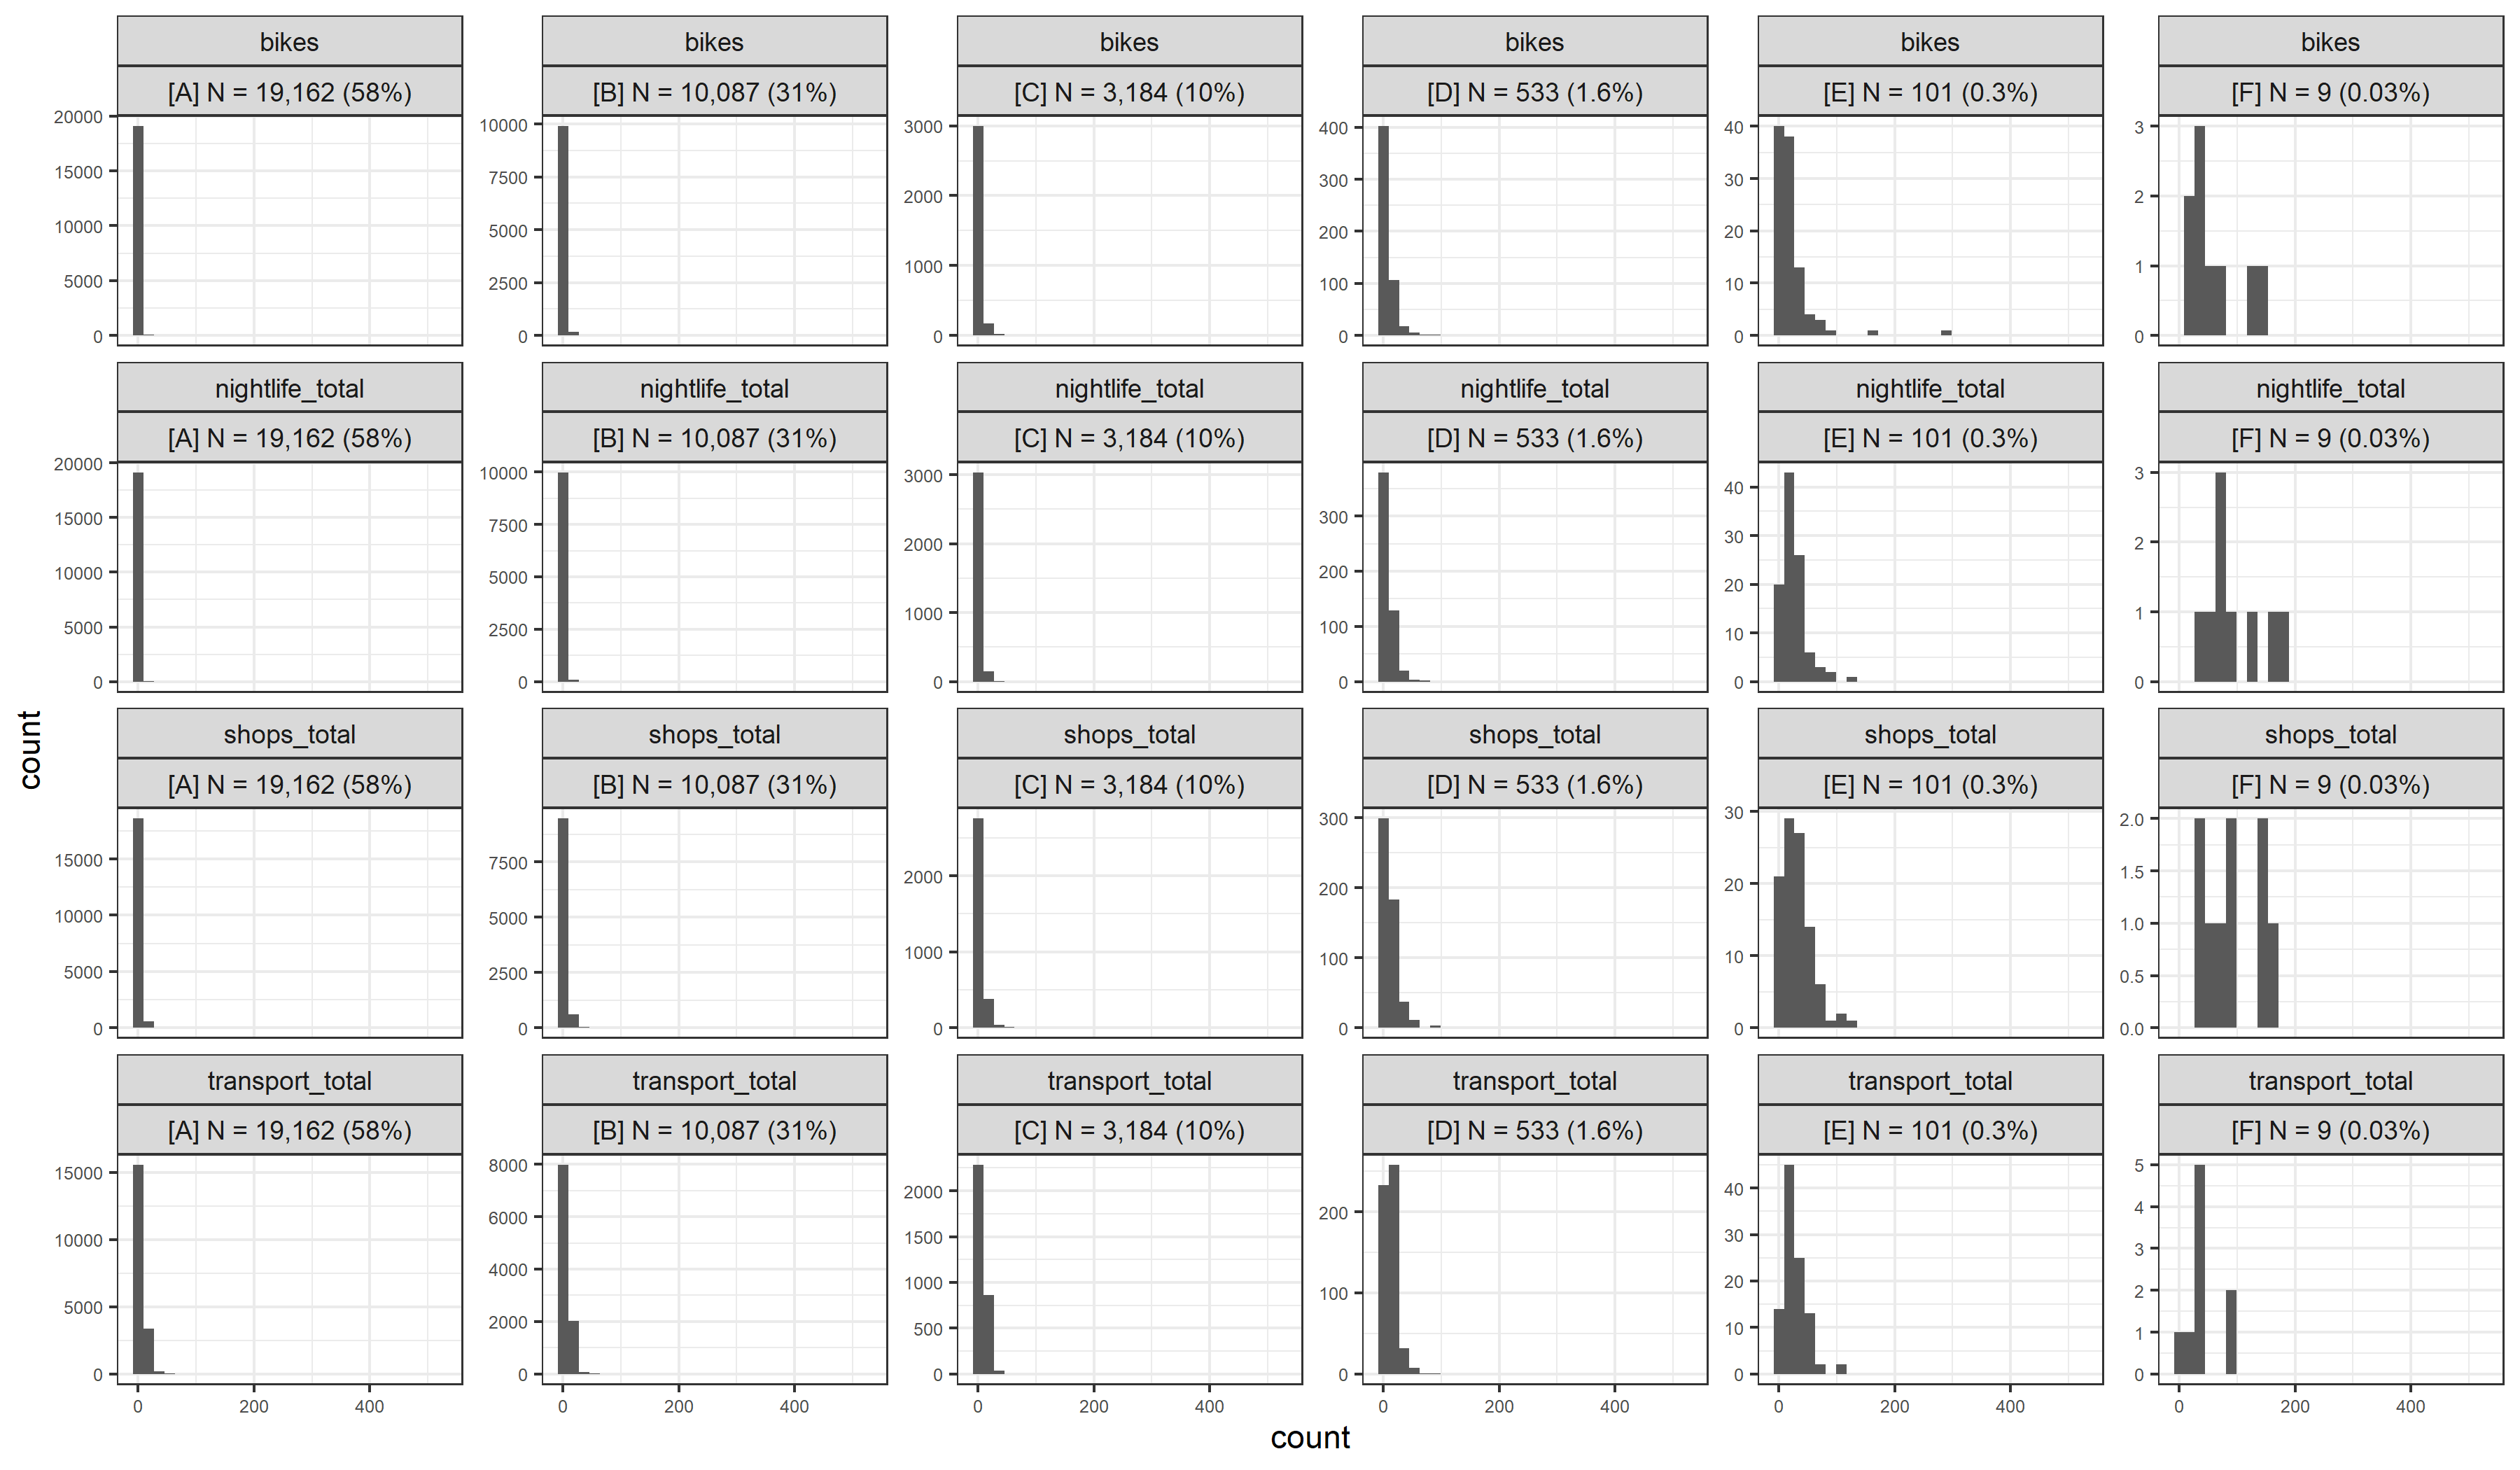 bikes bikes bikes bikes bikes bikes
[A] N = 19,162 (58%) [B] N = 10,087 (31%) [C] N = 3,184 (10%) [D] N = 533 (1.6%) [E] N = 101 (0.3%) [F] N = 9 (0.03%)
20000 15000 10000 5000 0
10000 7500 5000 2500 0
3000 2000 1000 0
400 300 200 100 0
40 30 20 10 0
3 2 1 0
nightlife_total nightlife_total nightlife_total nightlife_total nightlife_total nightlife_total
[A] N = 19,162 (58%) [B] N = 10,087 (31%) [C] N = 3,184 (10%) [D] N = 533 (1.6%) [E] N = 101 (0.3%) [F] N = 9 (0.03%)
20000 15000 10000 5000 0
10000 7500 5000 2500 0
3000 2000 1000 0
300 200 100 0
40 30 20 10 0
3 2 1 0
count
shops_total shops_total shops_total shops_total shops_total shops_total
[A] N = 19,162 (58%) [B] N = 10,087 (31%) [C] N = 3,184 (10%) [D] N = 533 (1.6%) [E] N = 101 (0.3%) [F] N = 9 (0.03%)
15000 10000 5000 0
7500 5000 2500 0
2000 1000 0
300 200 100 0
30 20 10 0
2.0 1.5 1.0 0.5 0.0
transport_total transport_total transport_total transport_total transport_total transport_total
[A] N = 19,162 (58%) [B] N = 10,087 (31%) [C] N = 3,184 (10%) [D] N = 533 (1.6%) [E] N = 101 (0.3%) [F] N = 9 (0.03%)
15000 10000 5000 0
8000 6000 4000 2000 0
2000 1500 1000 500 0
200 100 0
40 30 20 10 0
5 4 3 2 1 0
0 200 400 0 200 400 0 200 400 0 200 400 0 200 400 0 200 400
count